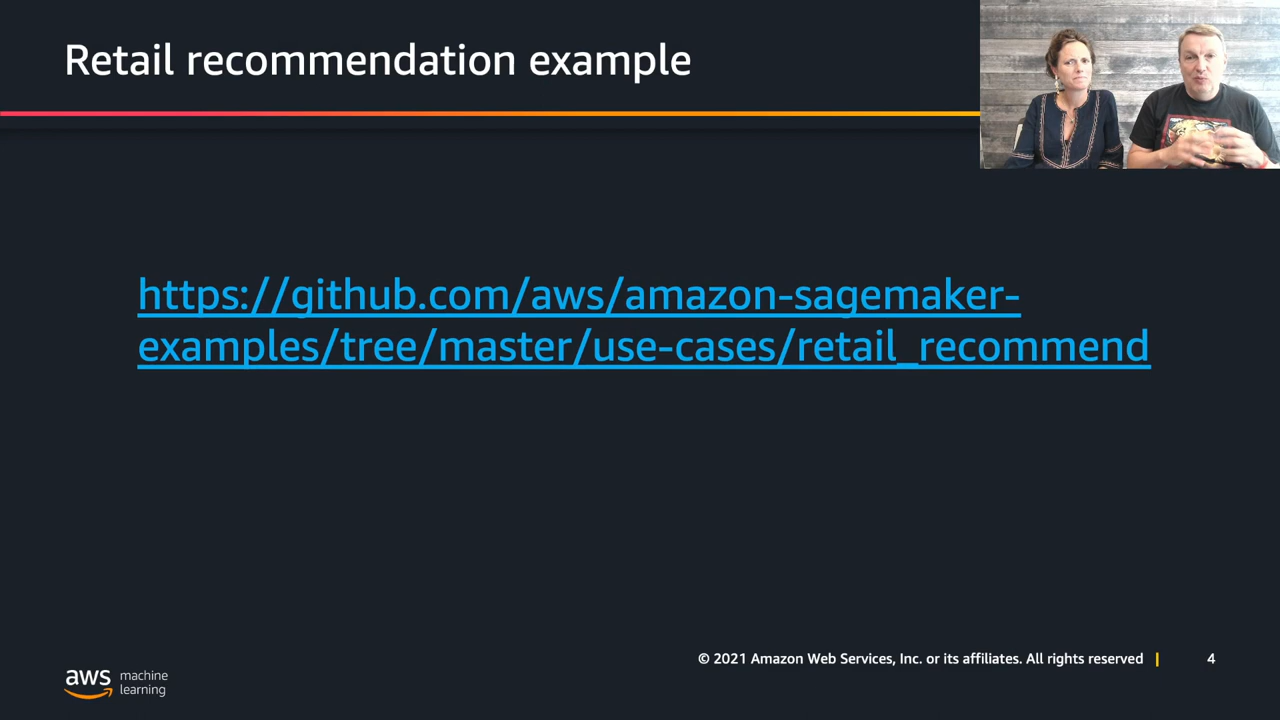 Retail recommendation example
https://github.com/aws/amazon-sagemaker-
examples/tree/master/use-cases/retail_recommend
© 2021 Amazon Web Services, Inc. or its affiliates. All rights reserved | 4
aws machine
learning